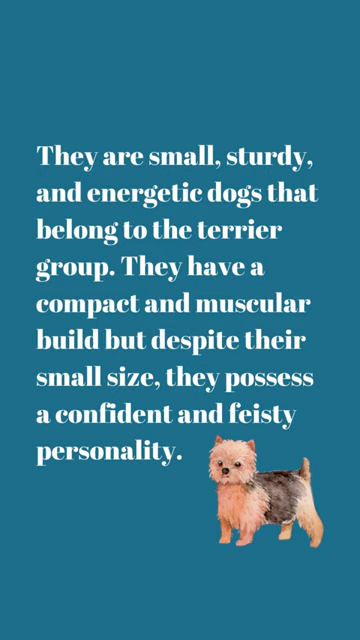 They are small, sturdy,
and energetic dogs that
belong to the terrier
group. They have a
compact and muscular
build but despite their
small size, they possess
a confident and feisty
personality.